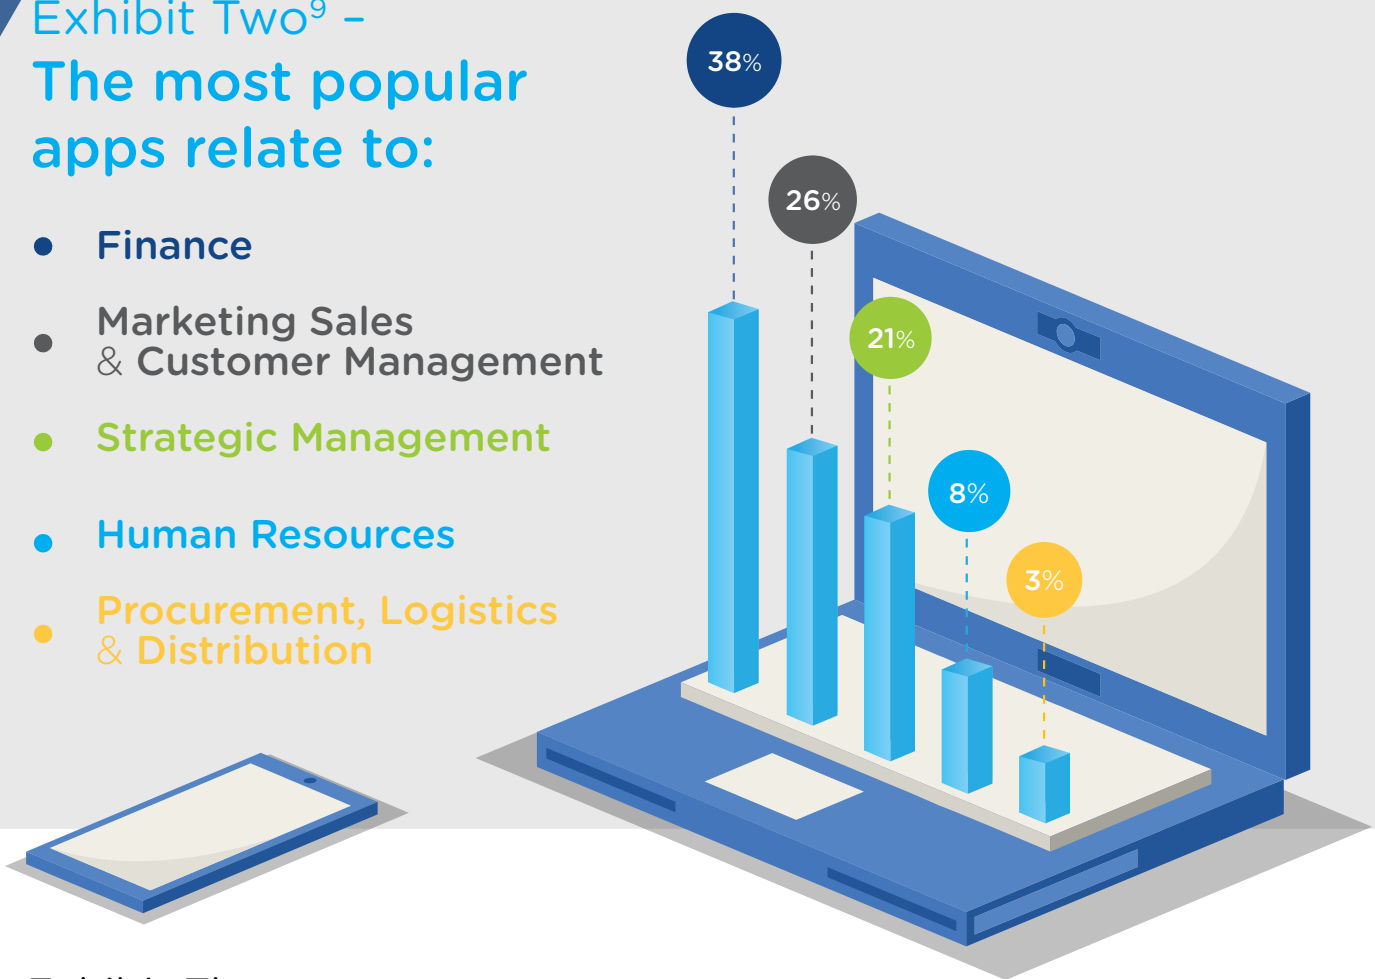 Exhibit Two⁹ –
The most popular
apps relate to:
Finance
Marketing Sales
& Customer Management
Strategic Management
Human Resources
Procurement, Logistics
& Distribution
38%
26%
21%
8%
3%